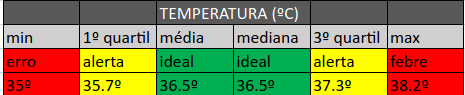 TEMPERATURA (ºC)
min 1º quartil média mediana 3º quartil max
erro alerta ideal ideal alerta febre
35º 35.7º 36.5º 36.5º 37.3º 38.2º